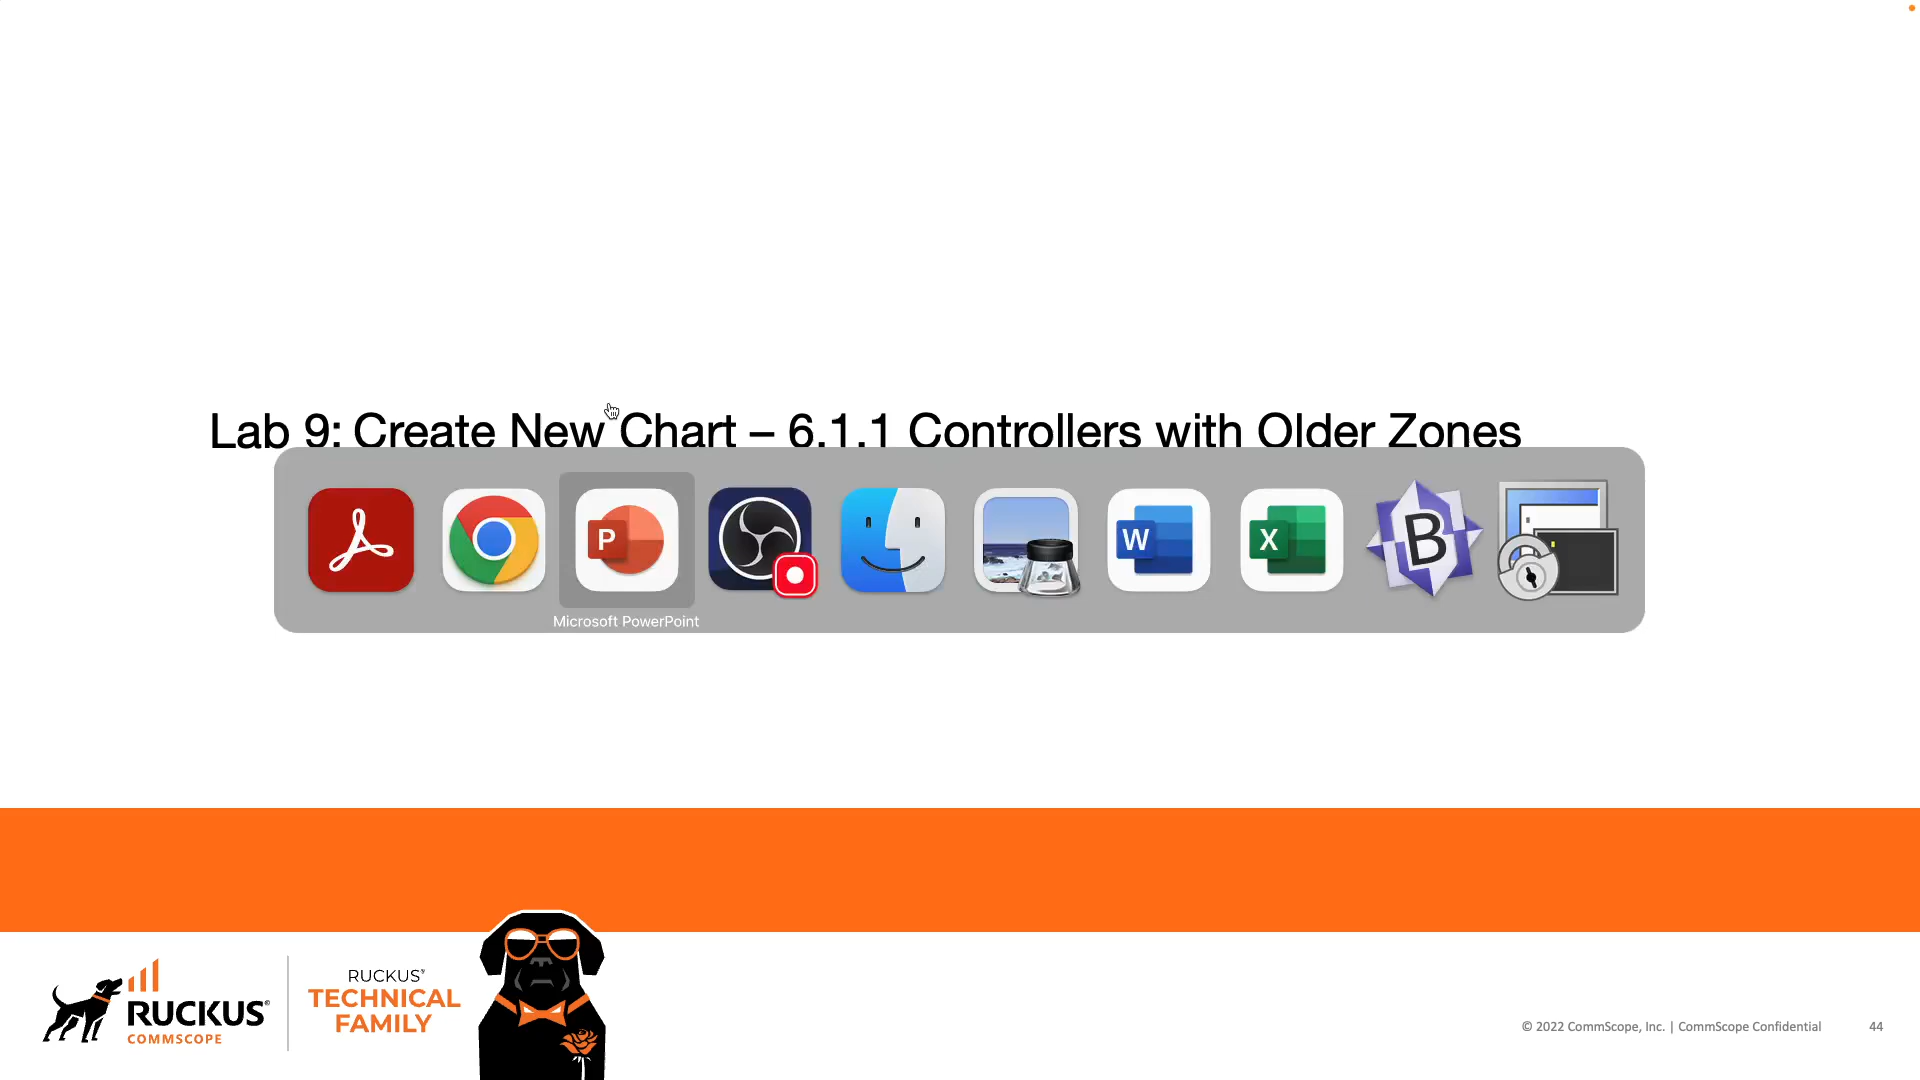 Lab 9: Create New Chart – 6.1.1 Controllers with Older Zones
P
W
X
B
Microsoft PowerPoint
RUCKUS®
COMMSCOPE
RUCKUS®
TECHNICAL
FAMILY
© 2022 CommScope, Inc. | CommScope Confidential
44